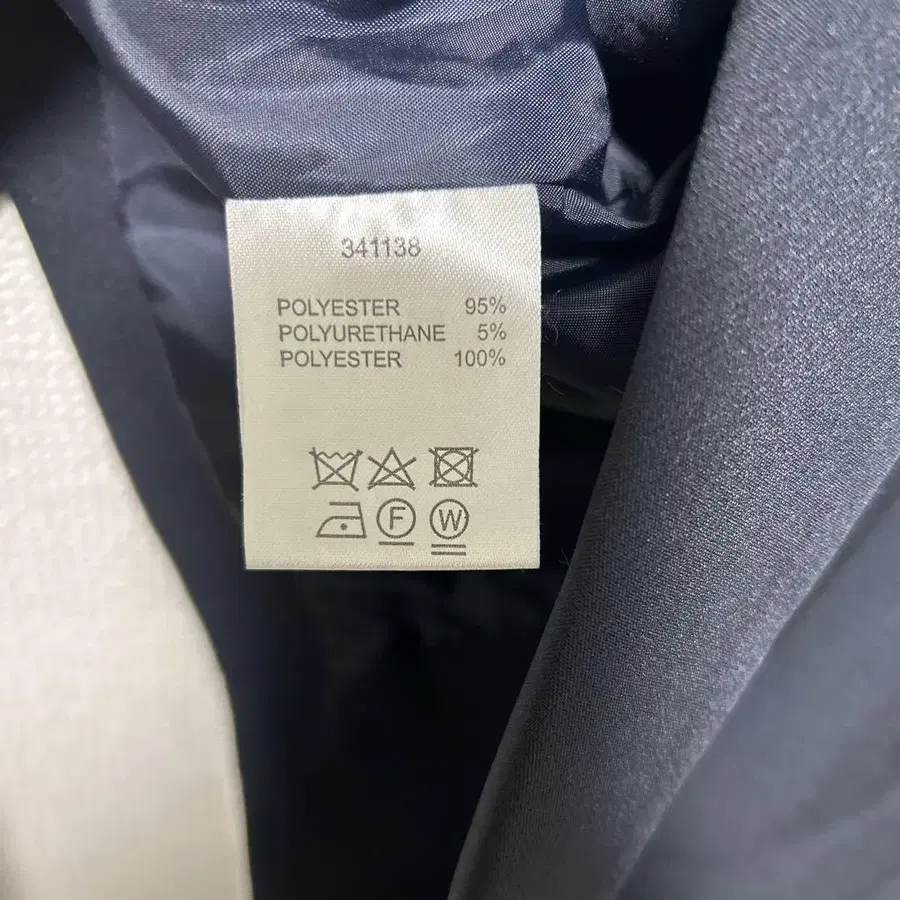 341138
POLYESTER 95%
POLYURETHANE 5%
POLYESTER 100%
F W